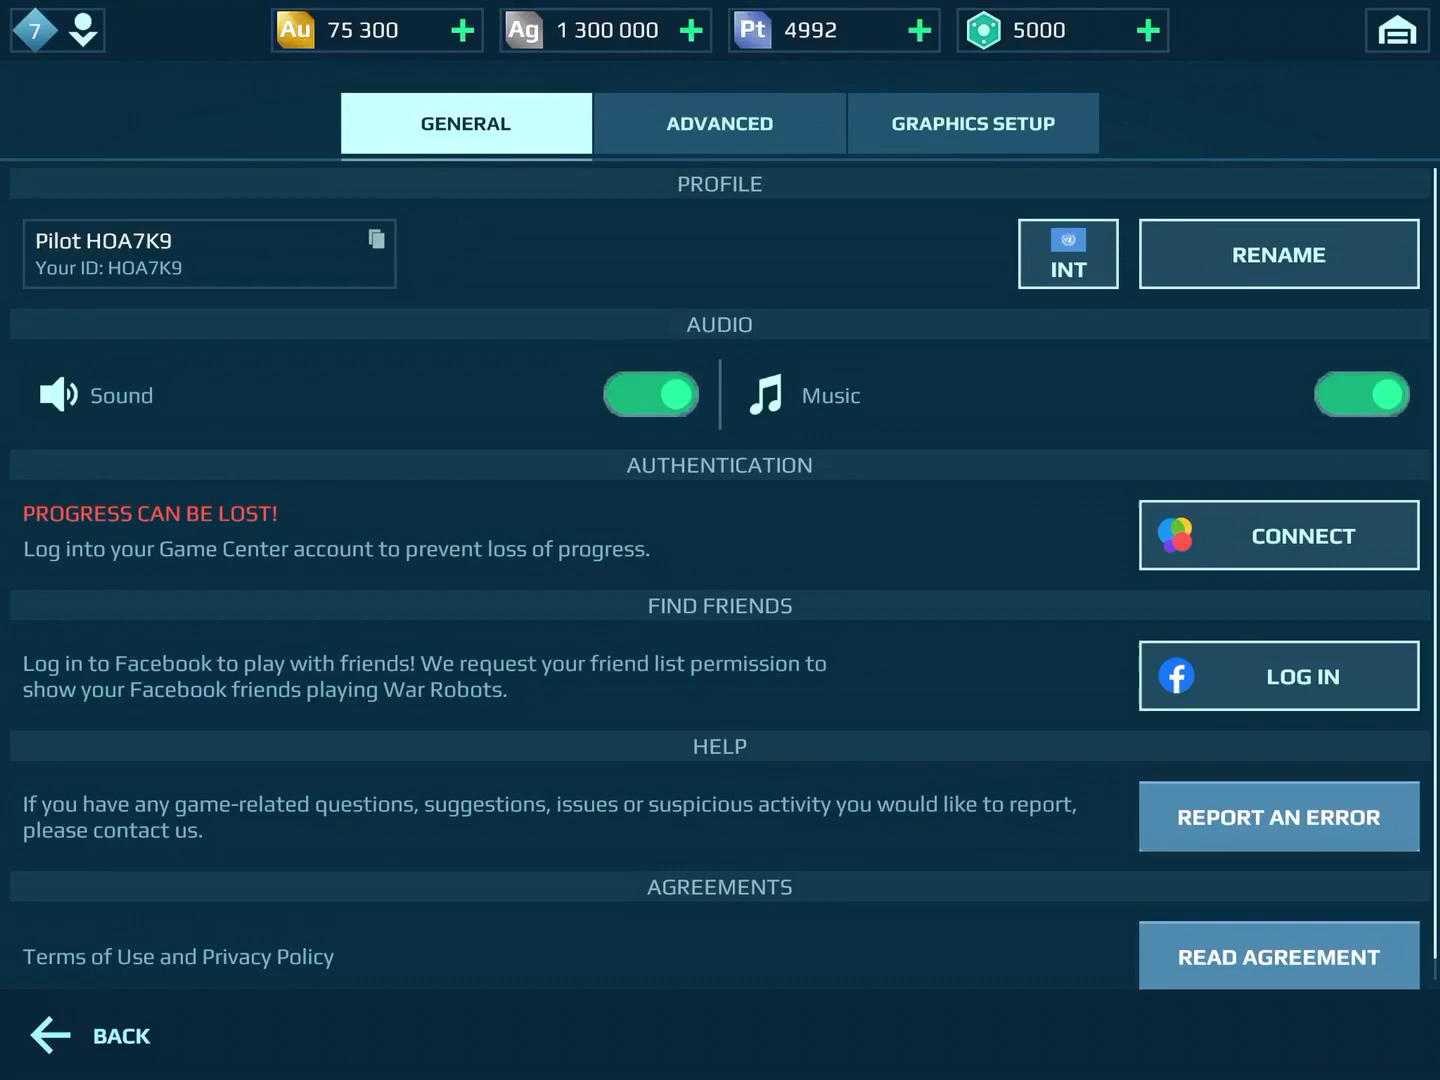 7
Au 75 300
Ag 1 300 000
Pt 4992
5000
GENERAL
ADVANCED
GRAPHICS SETUP
PROFILE
Pilot HOA7K9
Your ID: HOA7K9
INT
RENAME
AUDIO
Sound
Music
AUTHENTICATION
PROGRESS CAN BE LOST!
Log into your Game Center account to prevent loss of progress.
CONNECT
FIND FRIENDS
Log in to Facebook to play with friends! We request your friend list permission to
show your Facebook friends playing War Robots.
LOG IN
HELP
If you have any game-related questions, suggestions, issues or suspicious activity you would like to report,
please contact us.
REPORT AN ERROR
AGREEMENTS
Terms of Use and Privacy Policy
READ AGREEMENT
BACK